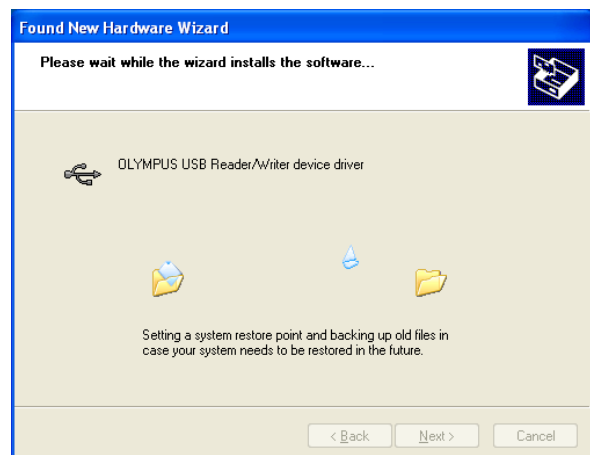 Found New Hardware Wizard
Please wait while the wizard installs the software...
OLYMPUS USB Reader/Writer device driver
Setting a system restore point and backing up old files in
case your system needs to be restored in the future.
< Back Next > Cancel